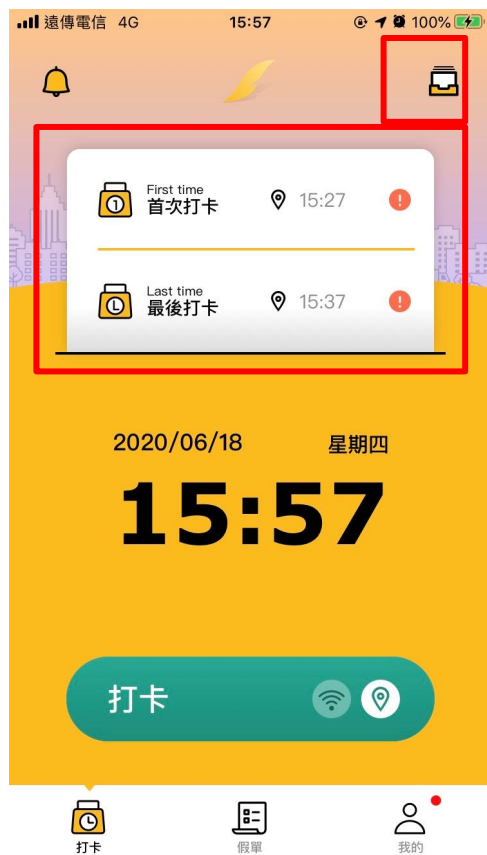 遠傳電信 4G 15:57 100%
First time
首次打卡 15:27
Last time
最後打卡 15:37
2020/06/18 星期四
15:57
打卡
打卡 假單 我的